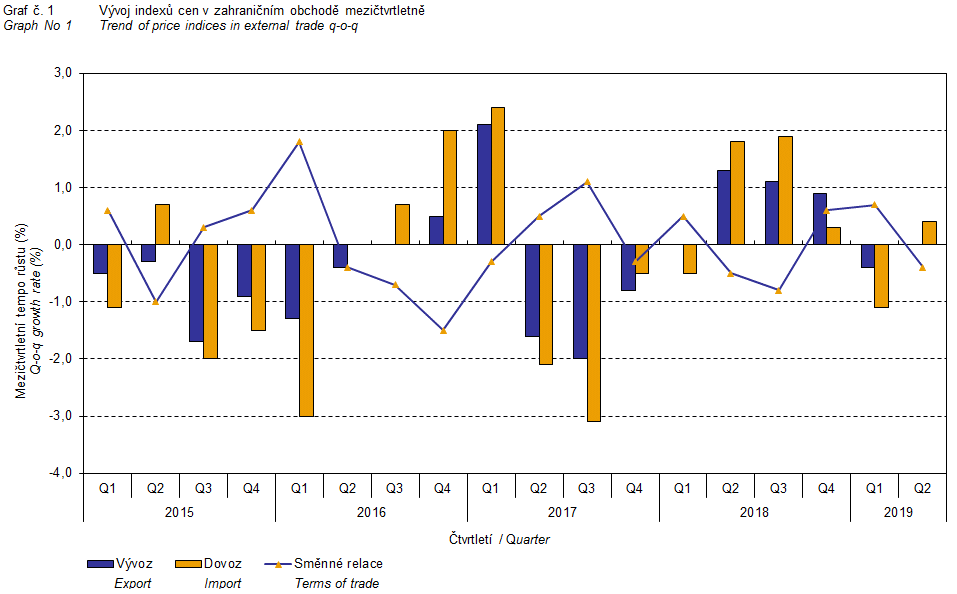 Graf č. 1 Vývoj indexů cen v zahraničním obchodě mezičtvrtletně
Graph No 1 Trend of price indices in external trade q-o-q
Mezičtvrtletní tempo růstu (%)
Q-o-q growth rate (%)
3,0
2,0
1,0
0,0
-1,0
-2,0
-3,0
-4,0
Q1 Q2 Q3 Q4 Q1 Q2 Q3 Q4 Q1 Q2 Q3 Q4 Q1 Q2 Q3 Q4 Q1 Q2
2015 2016 2017 2018 2019
Čtvrtletí / Quarter
Vývoz Dovoz Směnné relace
Export Import Terms of trade